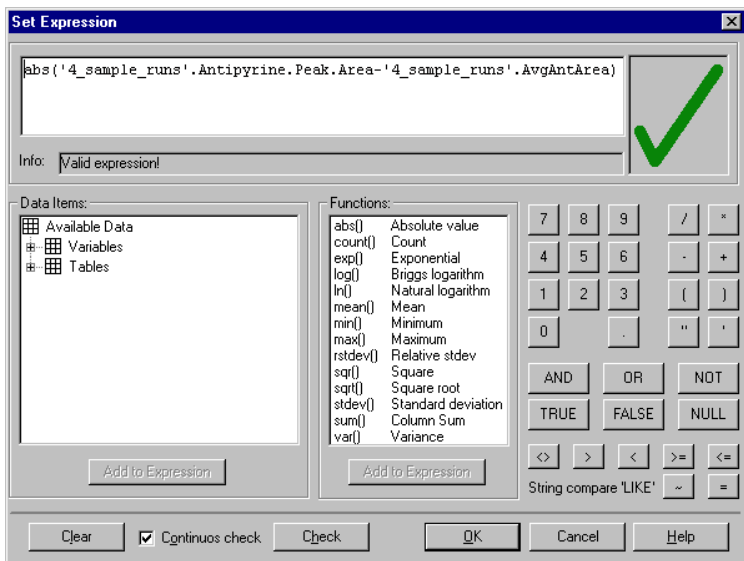 Set Expression
abs('4_sample_runs'.Antipyrine.Peak.Area-'4_sample_runs'.AvgAntArea)
Info: Valid expression!
Data Items:
Available Data
Variables
Tables
Add to Expression
Functions:
abs() Absolute value
count() Count
exp() Exponential
log() Briggs logarithm
ln() Natural logarithm
mean() Mean
min() Minimum
max() Maximum
rstdev() Relative stdev
sqr() Square
sqrt() Square root
stdev() Standard deviation
sum() Column Sum
var() Variance
Add to Expression
7 8 9 / *
4 5 6 - +
1 2 3 ( )
0 . " '
AND OR NOT
TRUE FALSE NULL
<> > < >= <=
String compare 'LIKE' ~ =
Clear Continuos check Check OK Cancel Help